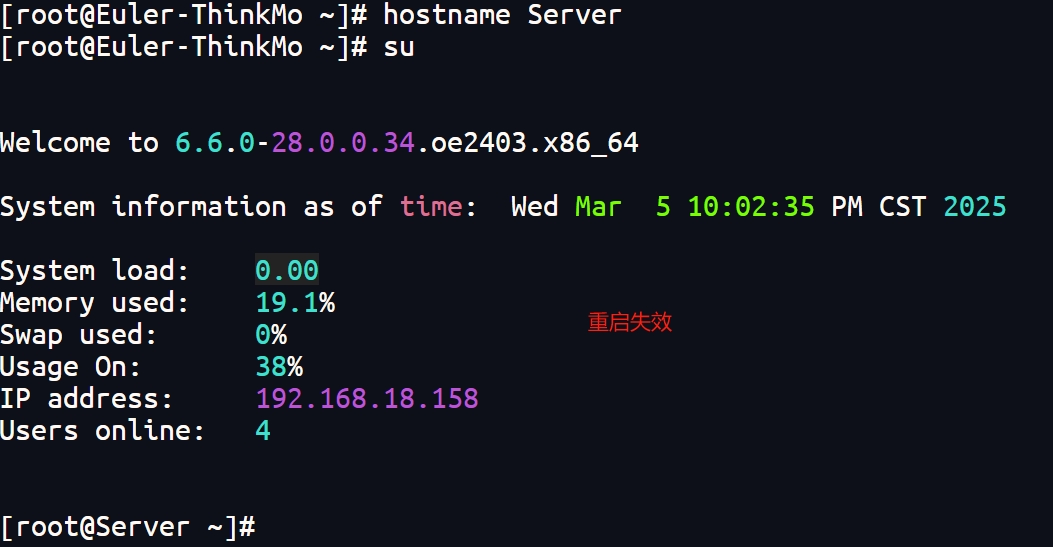 [root@Euler-ThinkMo ~]# hostname Server
[root@Euler-ThinkMo ~]# su
Welcome to 6.6.0-28.0.0.34.oe2403.x86_64
System information as of time:  Wed Mar  5 10:02:35 PM CST 2025
System load:    0.00
Memory used:    19.1%
Swap used:      0%
重启失效
Usage On:       38%
IP address:     192.168.18.158
Users online:   4
[root@Server ~]#